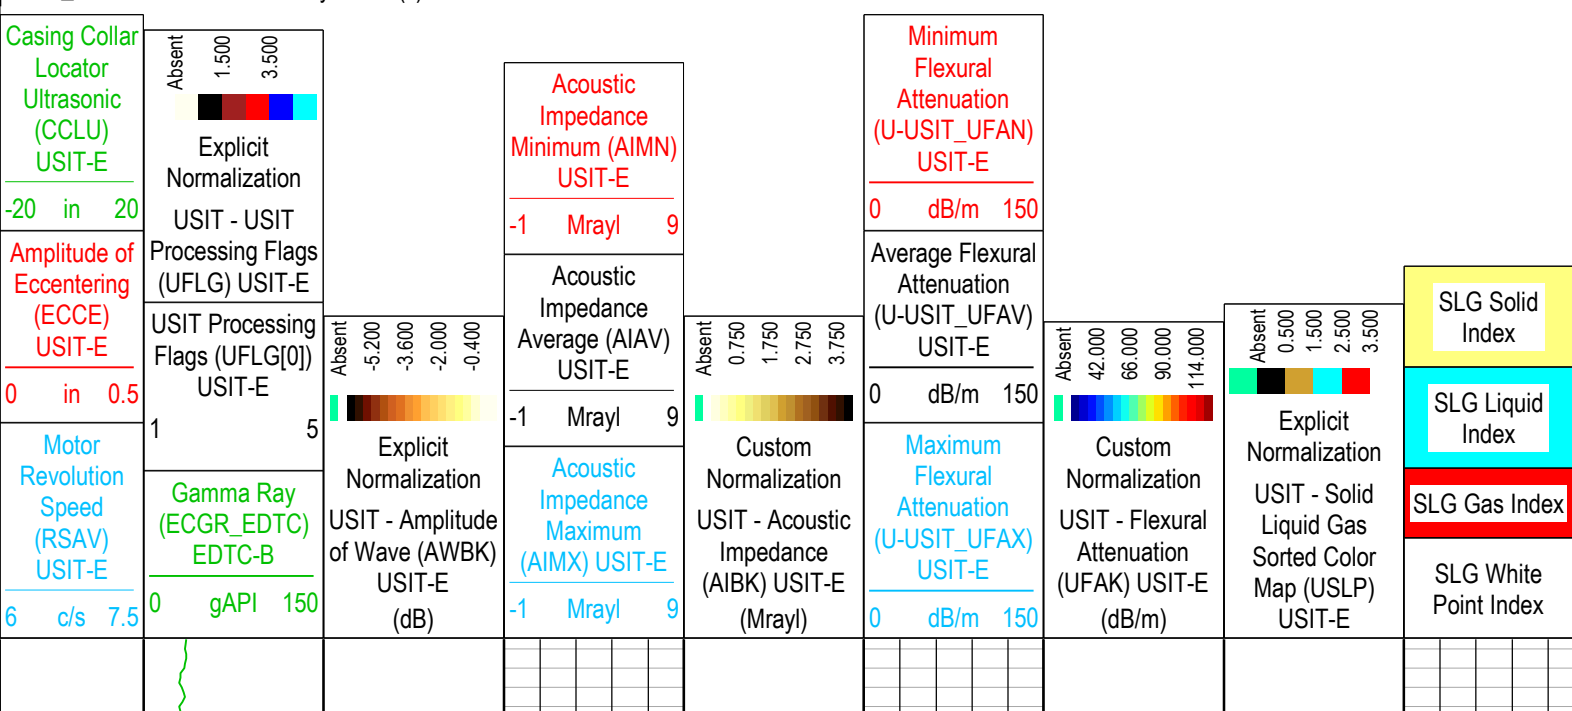 Casing Collar
Locator
Ultrasonic
(CCLU)
USIT-E
-20 in 20
Amplitude of
Eccentering
(ECCE)
USIT-E
0 in 0.5
Motor
Revolution
Speed
(RSAV)
USIT-E
6 c/s 7.5
Absent
1.500
3.500
Explicit
Normalization
USIT - USIT
Processing Flags
(UFLG) USIT-E
USIT Processing
Flags (UFLG[0])
USIT-E
1 5
Gamma Ray
(ECGR_EDTC)
EDTC-B
0 gAPI 150
Absent
-5.200
-3.600
-2.000
-0.400
Explicit
Normalization
USIT - Amplitude
of Wave (AWBK)
USIT-E
(dB)
Acoustic
Impedance
Minimum (AIMN)
USIT-E
-1 Mrayl 9
Acoustic
Impedance
Average (AIAV)
USIT-E
-1 Mrayl 9
Acoustic
Impedance
Maximum
(AIMX) USIT-E
-1 Mrayl 9
Absent
0.750
1.750
2.750
3.750
Custom
Normalization
USIT - Acoustic
Impedance
(AIBK) USIT-E
(Mrayl)
Minimum
Flexural
Attenuation
(U-USIT_UFAN)
USIT-E
0 dB/m 150
Average Flexural
Attenuation
(U-USIT_UFAV)
USIT-E
0 dB/m 150
Maximum
Flexural
Attenuation
(U-USIT_UFAX)
USIT-E
0 dB/m 150
Absent
42.000
66.000
90.000
114.000
Custom
Normalization
USIT - Flexural
Attenuation
(UFAK) USIT-E
(dB/m)
Absent
0.500
1.500
2.500
3.500
Explicit
Normalization
USIT - Solid
Liquid Gas
Sorted Color
Map (USLP)
USIT-E
SLG Solid
Index
SLG Liquid
Index
SLG Gas Index
SLG White
Point Index